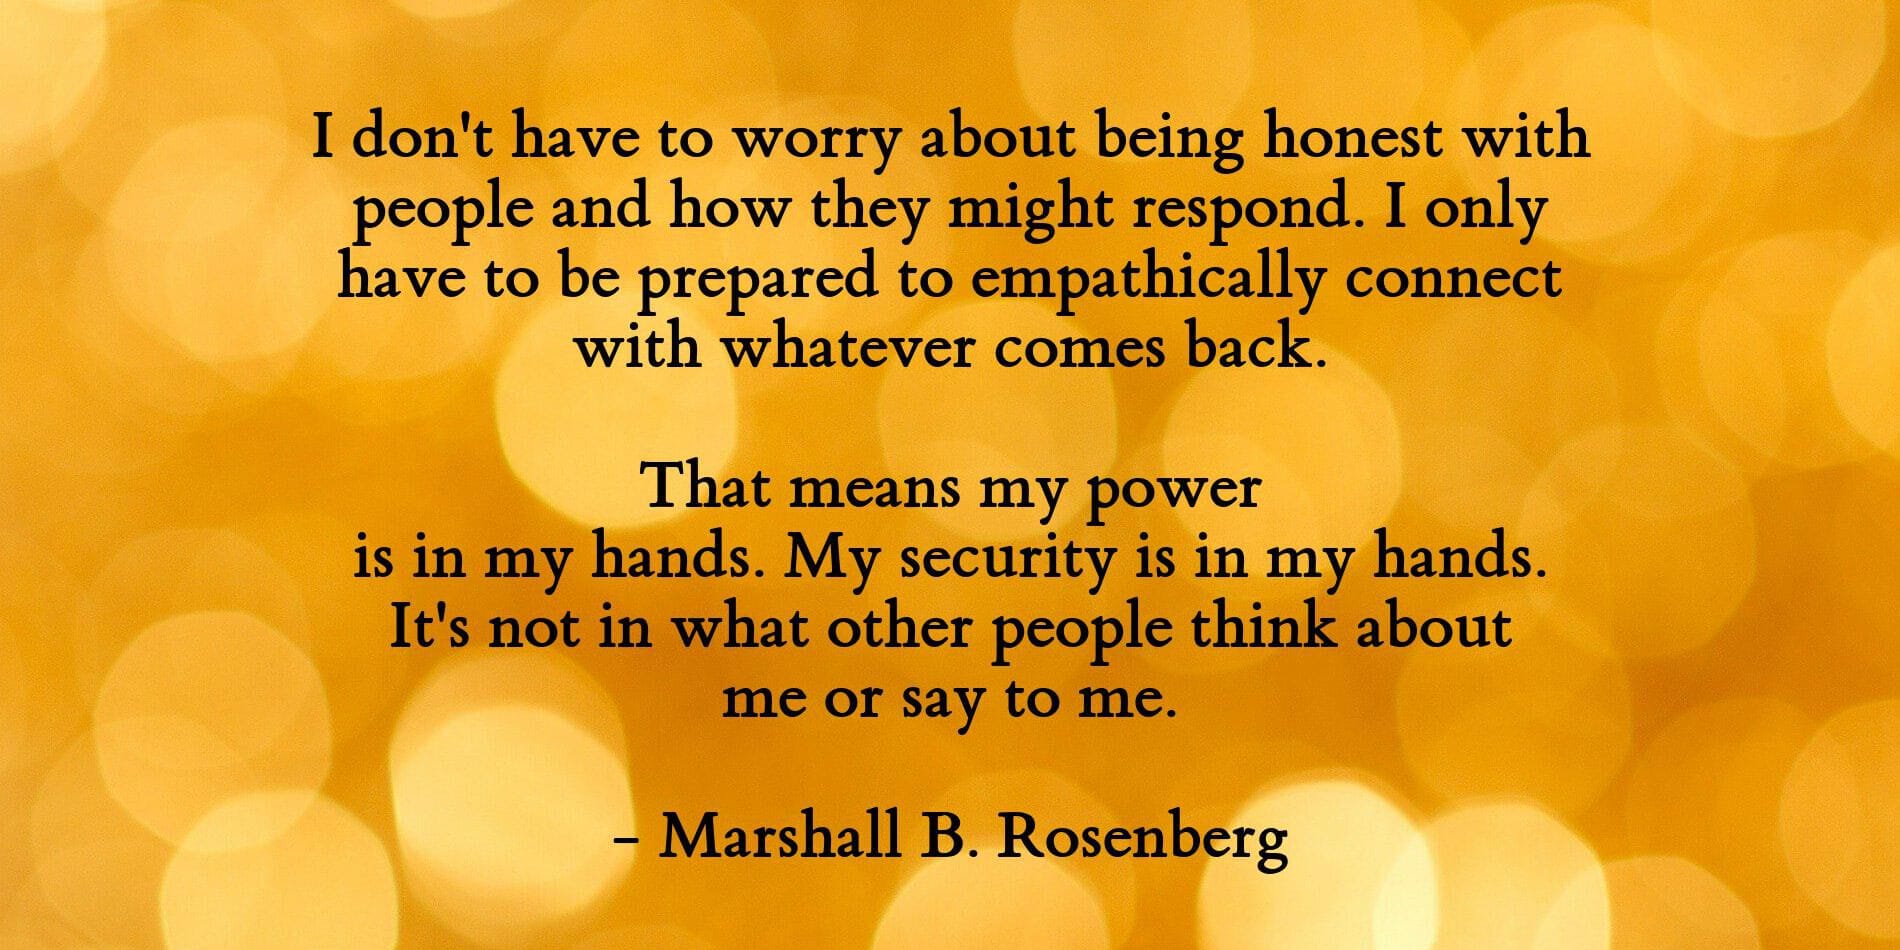 I don't have to worry about being honest with
people and how they might respond. I only
have to be prepared to empathically connect
with whatever comes back.
That means my power
is in my hands. My security is in my hands.
It's not in what other people think about
me or say to me.
- Marshall B. Rosenberg